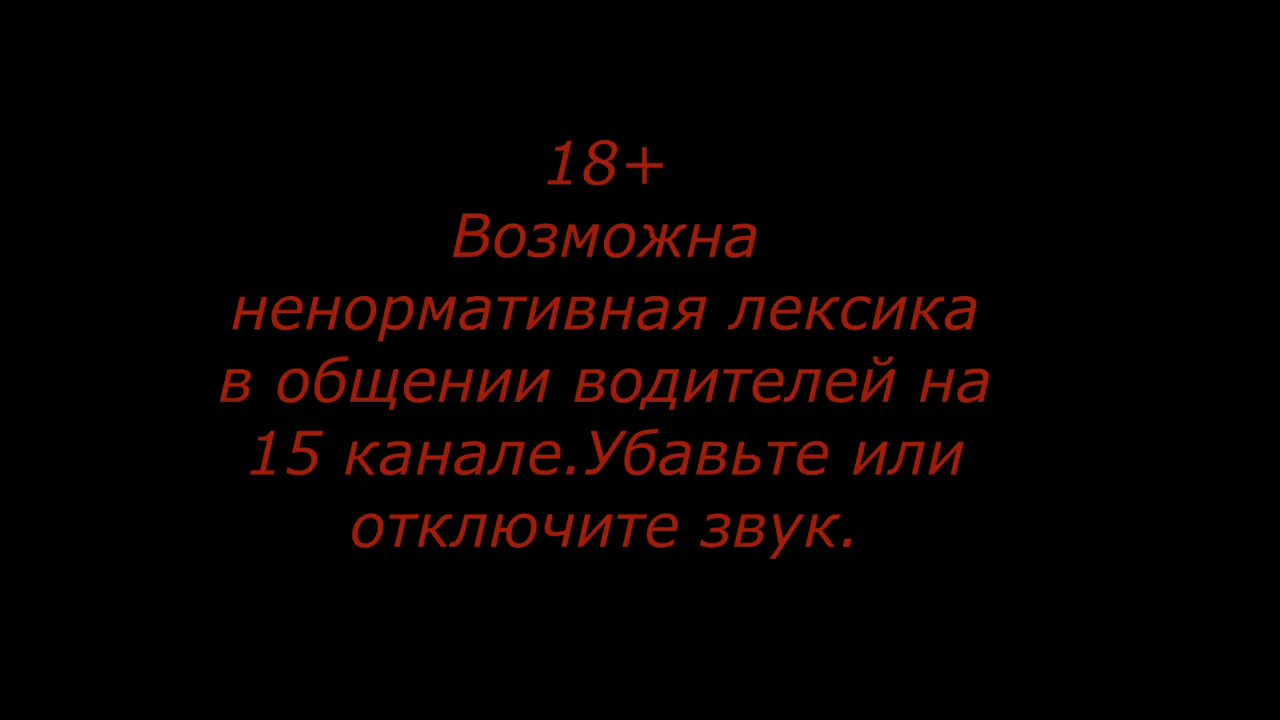 18+
Возможна
ненормативная лексика
в общении водителей на
15 канале.Убавьте или
отключите звук.